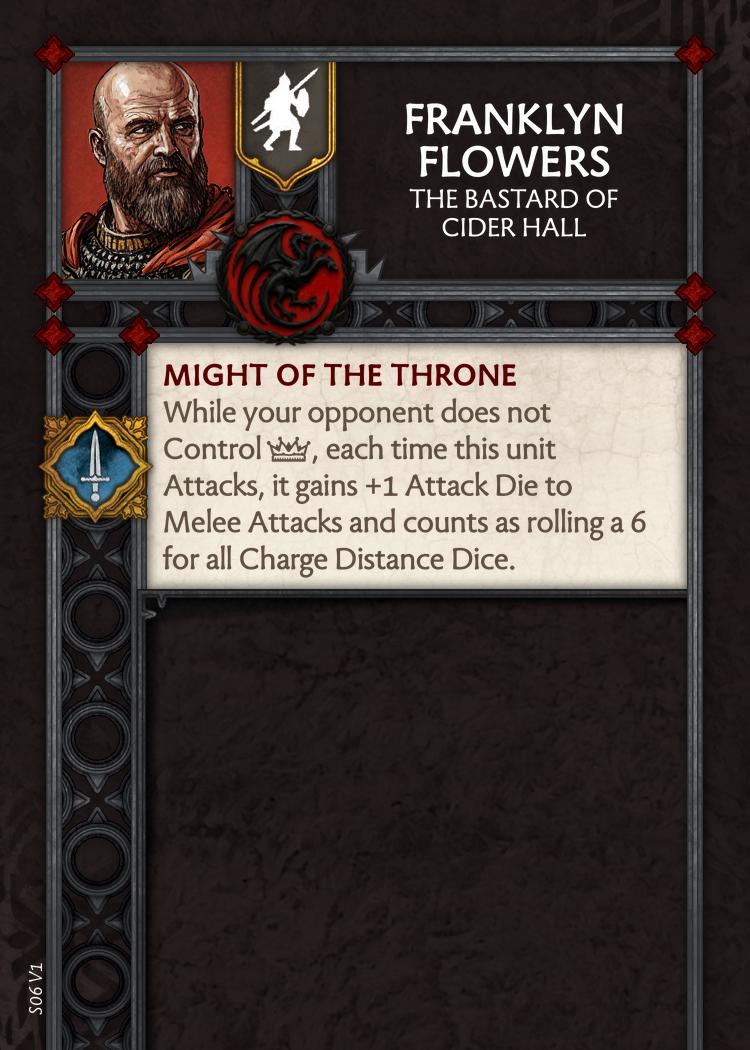 FRANKLYN
FLOWERS
THE BASTARD OF
CIDER HALL
MIGHT OF THE THRONE
While your opponent does not
Control , each time this unit
Attacks, it gains +1 Attack Die to
Melee Attacks and counts as rolling a 6
for all Charge Distance Dice.
S06 V1